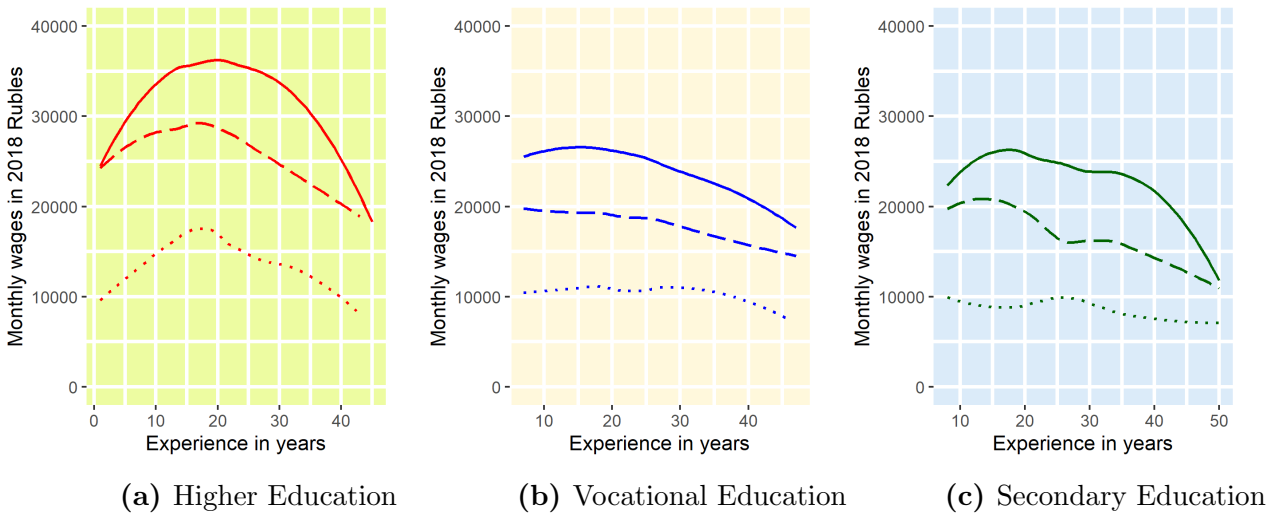 Monthly wages in 2018 Rubles
40000
30000
20000
10000
0
0 10 20 30 40
Experience in years
(a) Higher Education
Monthly wages in 2018 Rubles
40000
30000
20000
10000
0
10 20 30 40
Experience in years
(b) Vocational Education
Monthly wages in 2018 Rubles
40000
30000
20000
10000
0
10 20 30 40 50
Experience in years
(c) Secondary Education